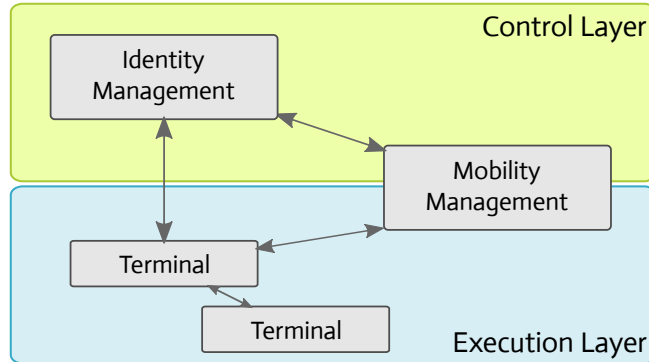 Control Layer
Identity
Management
Mobility
Management
Terminal
Terminal
Execution Layer